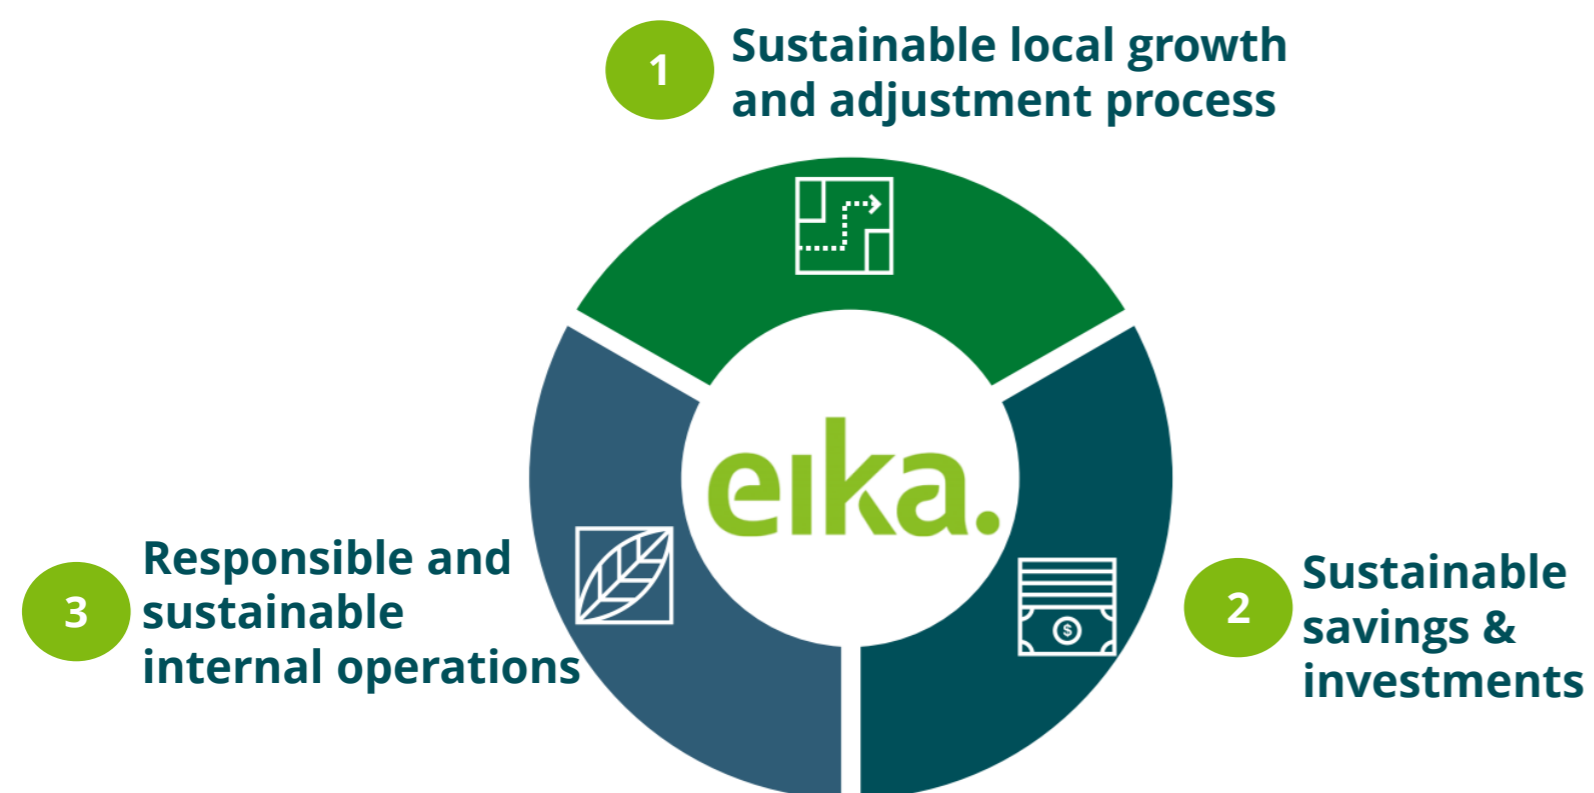 1
Sustainable local growth
and adjustment process
eika.
$
3
Responsible and
sustainable
internal operations
2
Sustainable
savings &
investments